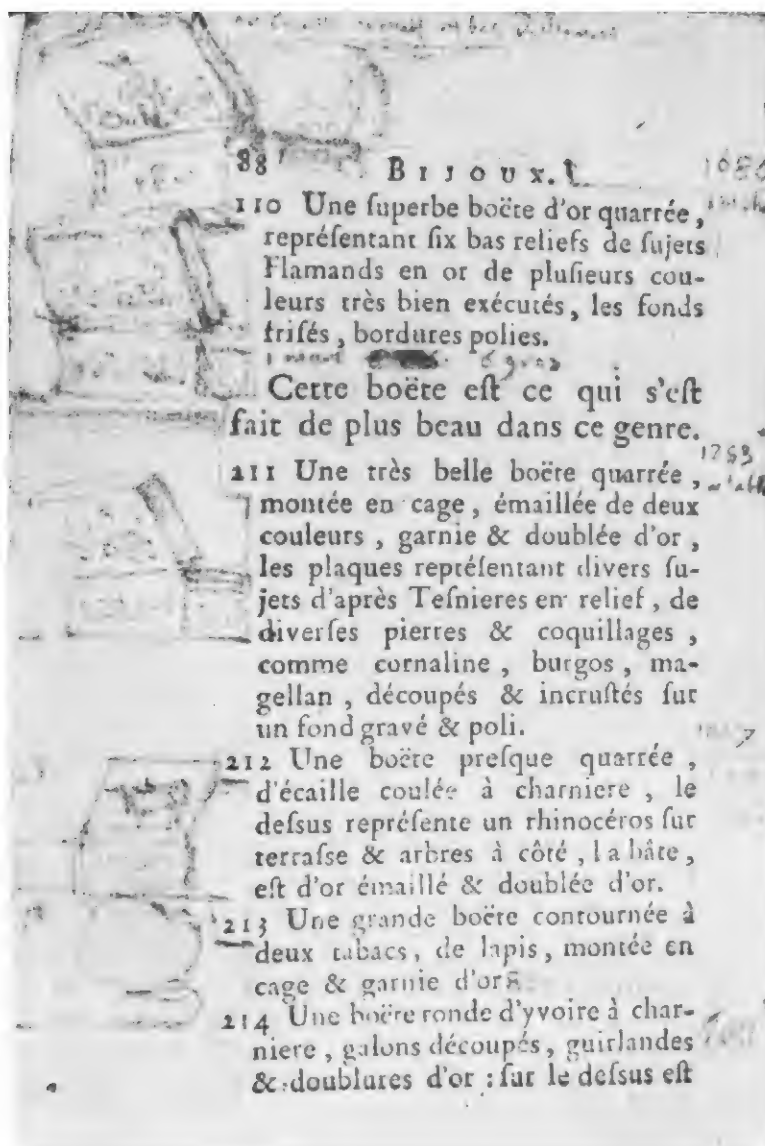 88 BIJOUX.
110 Une ſuperbe boëte d'or quarrée,
repréſentant ſix bas reliefs de ſujets
Flamands en or de pluſieurs cou-
leurs très bien exécutés, les fonds
friſés, bordures polies.
Cette boëte eſt ce qui s'eſt
fait de plus beau dans ce genre.
1753
211 Une très belle boëte quarrée,
montée en cage, émaillée de deux
couleurs, garnie & doublée d'or,
les plaques repréſentant divers ſu-
jets d'après Teſnieres en relief, de
diverſes pierres & coquillages,
comme cornaline, burgos, ma-
gellan, découpés & incruſtés ſur
un fond gravé & poli.
212 Une boëte preſque quarrée,
d'écaille coulée à charniere, le
deſsus repréſente un rhinocéros ſur
terraſse & arbres à côté, la bâte,
eſt d'or émaillé & doublée d'or.
213 Une grande boëte contournée à
deux tabacs, de lapis, montée en
cage & garnie d'or
214 Une boëte ronde d'yvoire à char-
niere, galons découpés, guirlandes
& doublures d'or : ſur le deſsus eſt